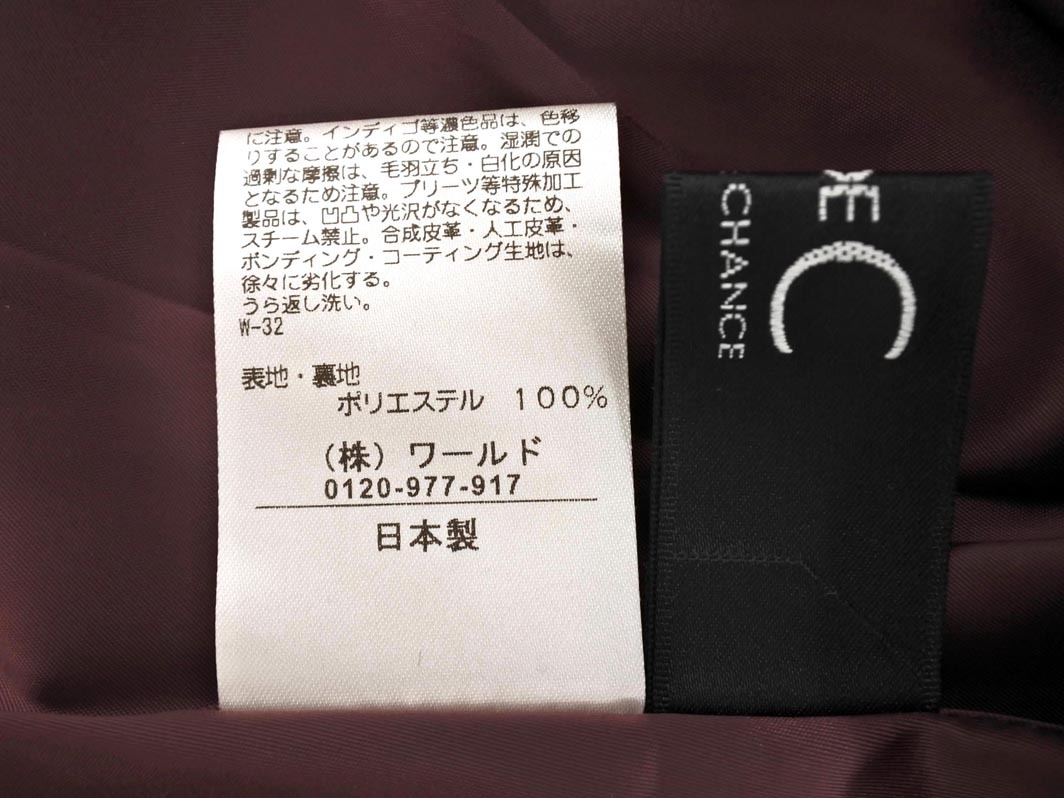 に注意。インディゴ等濃色品は、色移
りすることがあるので注意。湿潤での
過剰な摩擦は、毛羽立ち・白化の原因
となるため注意。プリーツ等特殊加工
製品は、凹凸や光沢がなくなるため、
スチーム禁止。合成皮革・人工皮革・
ボンディング・コーティング生地は、
徐々に劣化する。
うら返し洗い。
W-32
表地・裏地
ポリエステル 100%
(株)ワールド
0120-977-917
日本製
DE C
CHANCE